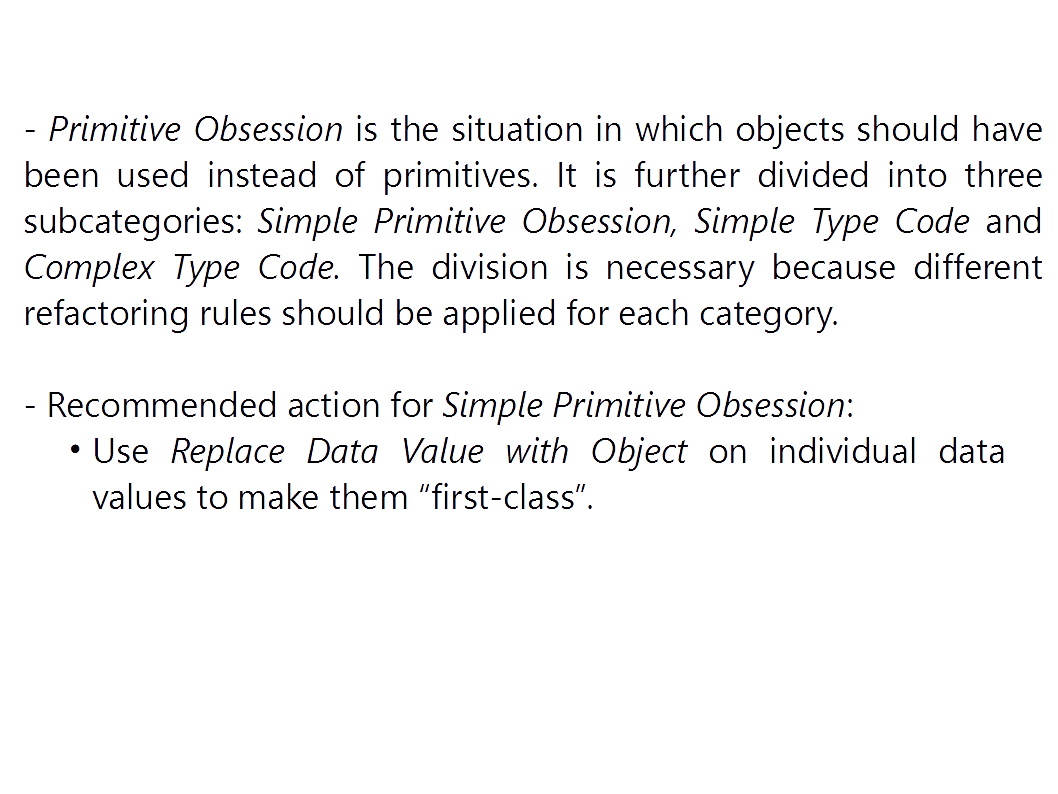 - Primitive Obsession is the situation in which objects should have
been used instead of primitives. It is further divided into three
subcategories: Simple Primitive Obsession, Simple Type Code and
Complex Type Code. The division is necessary because different
refactoring rules should be applied for each category.
- Recommended action for Simple Primitive Obsession:
• Use Replace Data Value with Object on individual data
values to make them “first-class”.